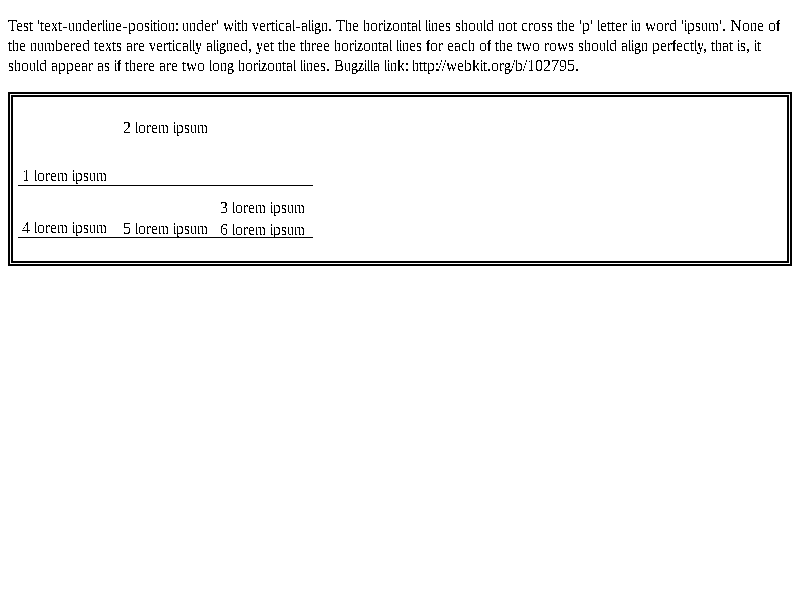 Test 'text-underline-position: under' with vertical-align. The horizontal lines should not cross the 'p' letter in word 'ipsum'. None of
the numbered texts are vertically aligned, yet the three horizontal lines for each of the two rows should align perfectly, that is, it
should appear as if there are two long horizontal lines. Bugzilla link: http://webkit.org/b/102795.
2 lorem ipsum
1 lorem ipsum
3 lorem ipsum
4 lorem ipsum 5 lorem ipsum 6 lorem ipsum